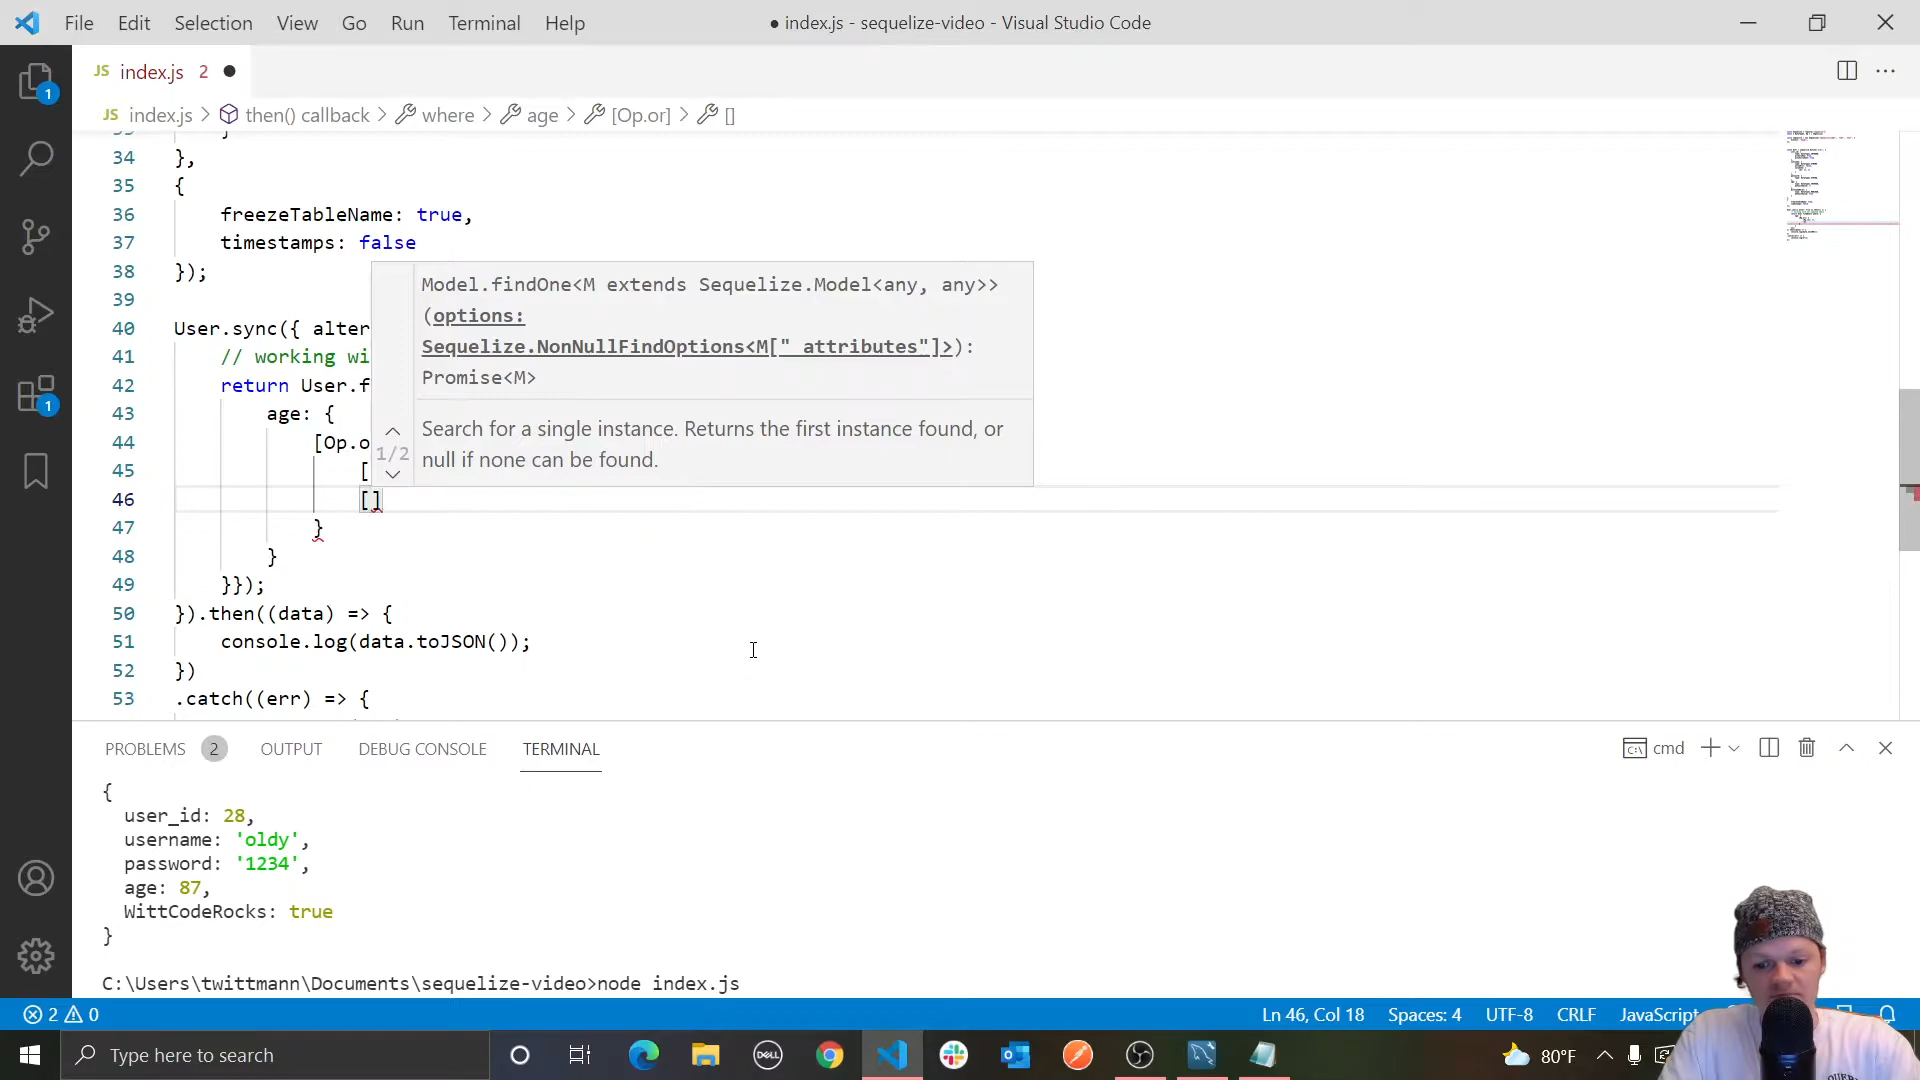 File Edit Selection View Go Run Terminal Help
● index.js - sequelize-video - Visual Studio Code
JS index.js 2 ●
JS index.js > then() callback > where > age > [Op.or] > []
34 },
35 {
36 freezeTableName: true,
37 timestamps: false
38 });
39
40 User.sync({ alter
41 // working wi
42 return User.f
43 age: {
44 [Op.o
45 [
46 []
47 }
48 }
49 }});
50 }).then((data) => {
51 console.log(data.toJSON());
52 })
53 .catch((err) => {
Model.findOne<M extends Sequelize.Model<any, any>>
(options:
Sequelize.NonNullFindOptions<M["_attributes"]>):
Promise<M>
1/2
Search for a single instance. Returns the first instance found, or
null if none can be found.
1
1
PROBLEMS 2 OUTPUT DEBUG CONSOLE TERMINAL
cmd
{
user_id: 28,
username: 'oldy',
password: '1234',
age: 87,
WittCodeRocks: true
}
C:\Users\twittmann\Documents\sequelize-video>node index.js
2 0
Ln 46, Col 18 Spaces: 4 UTF-8 CRLF JavaScript
Type here to search
DELL
80°F